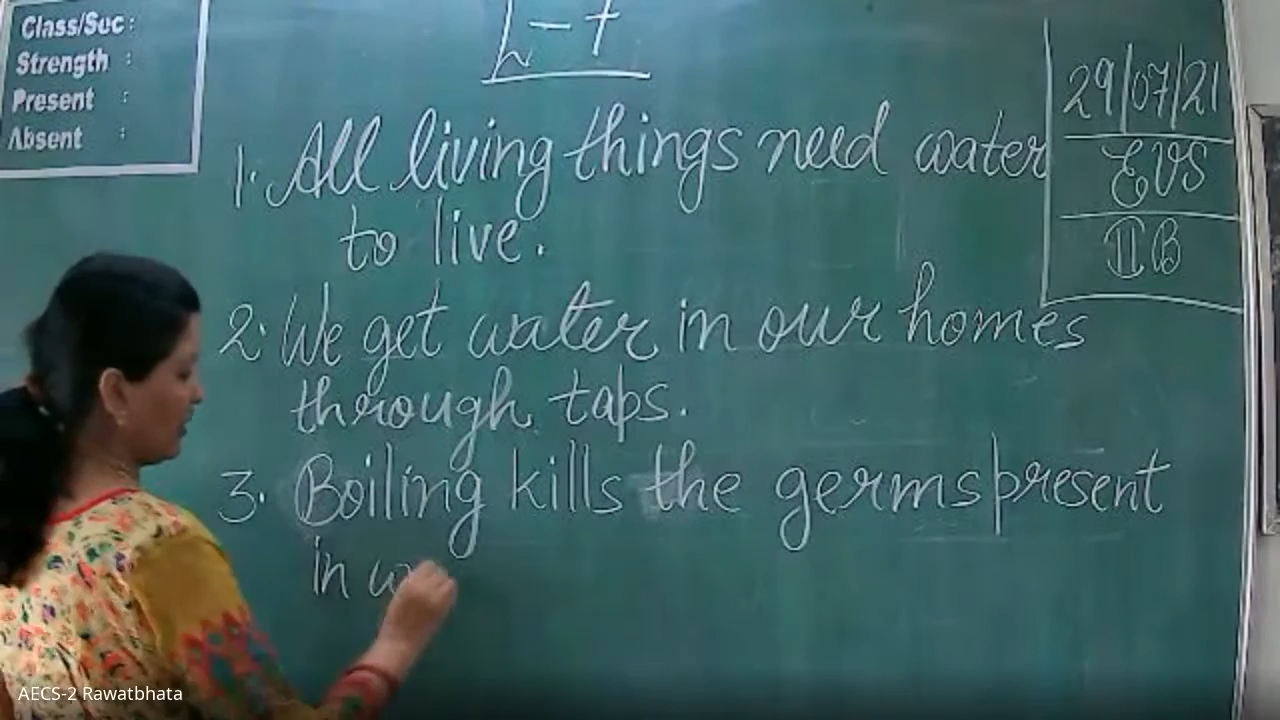 Class/Sec :
Strength :
Present :
Absent :
L-7
29/07/21
EVS
II B
1. All living things need water
to live.
2. We get water in our homes
through taps.
3. Boiling kills the germs present
in
AECS-2 Rawatbhata